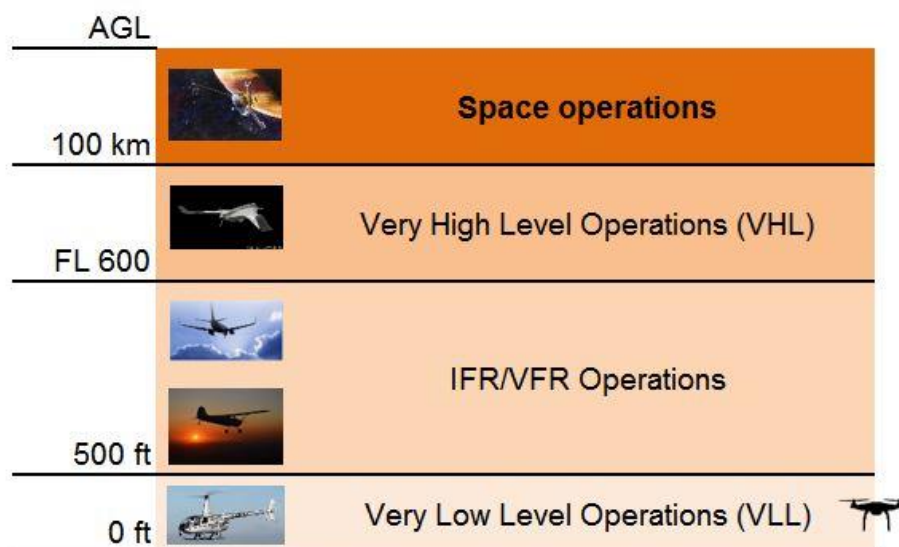 AGL
Space operations
100 km
Very High Level Operations (VHL)
FL 600
IFR/VFR Operations
500 ft
Very Low Level Operations (VLL)
0 ft